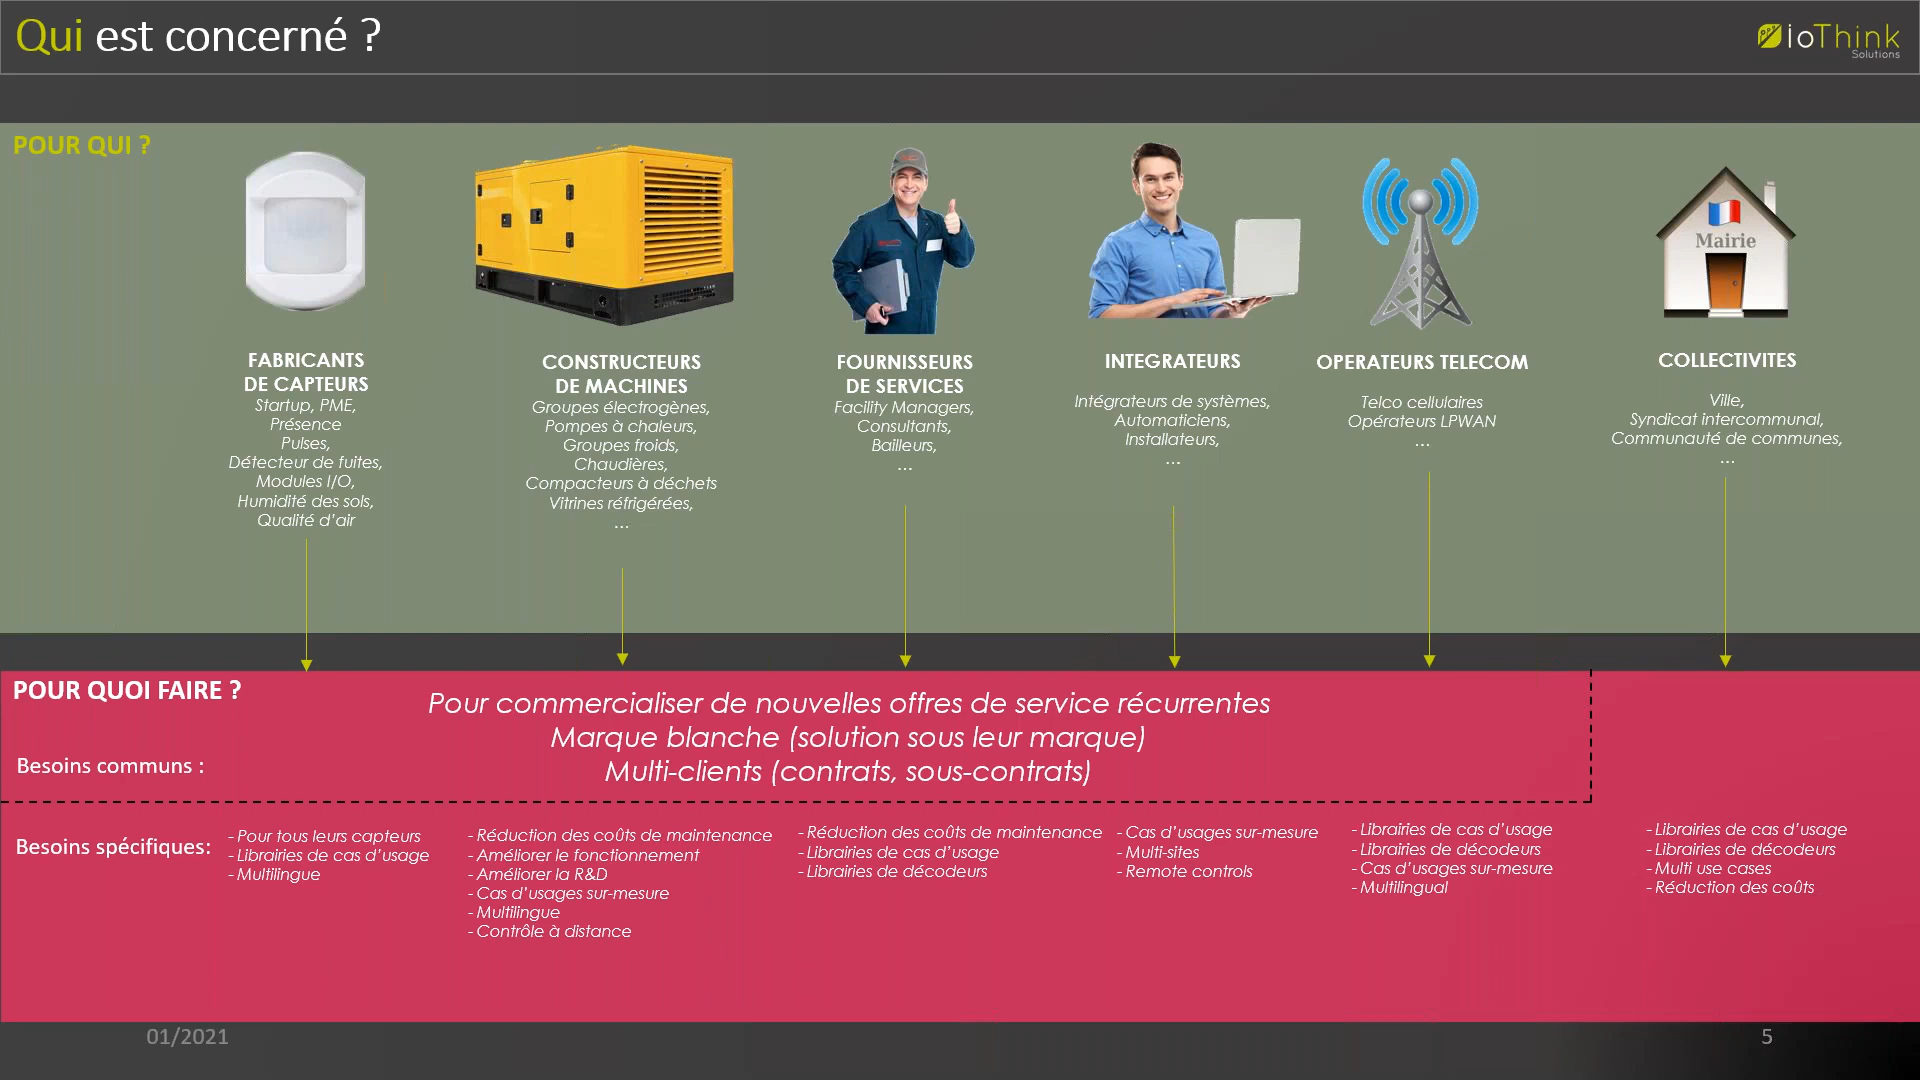 Qui est concerné ?
ioThink
Solutions
POUR QUI ?
Mairie
FABRICANTS
DE CAPTEURS
Startup, PME,
Présence
Pulses,
Détecteur de fuites,
Modules I/O,
Humidité des sols,
Qualité d’air
CONSTRUCTEURS
DE MACHINES
Groupes électrogènes,
Pompes à chaleurs,
Groupes froids,
Chaudières,
Compacteurs à déchets
Vitrines réfrigérées,
...
FOURNISSEURS
DE SERVICES
Facility Managers,
Consultants,
Bailleurs,
...
INTEGRATEURS
Intégrateurs de systèmes,
Automaticiens,
Installateurs,
...
OPERATEURS TELECOM
Telco cellulaires
Opérateurs LPWAN
...
COLLECTIVITES
Ville,
Syndicat intercommunal,
Communauté de communes,
...
POUR QUOI FAIRE ?
Pour commercialiser de nouvelles offres de service récurrentes
Marque blanche (solution sous leur marque)
Multi-clients (contrats, sous-contrats)
Besoins communs :
Besoins spécifiques:
- Pour tous leurs capteurs
- Librairies de cas d’usage
- Multilingue
- Réduction des coûts de maintenance
- Améliorer le fonctionnement
- Améliorer la R&D
- Cas d’usages sur-mesure
- Multilingue
- Contrôle à distance
- Réduction des coûts de maintenance
- Librairies de cas d’usage
- Librairies de décodeurs
- Cas d’usages sur-mesure
- Multi-sites
- Remote controls
- Librairies de cas d’usage
- Librairies de décodeurs
- Cas d’usages sur-mesure
- Multilingual
- Librairies de cas d’usage
- Librairies de décodeurs
- Multi use cases
- Réduction des coûts
01/2021
5